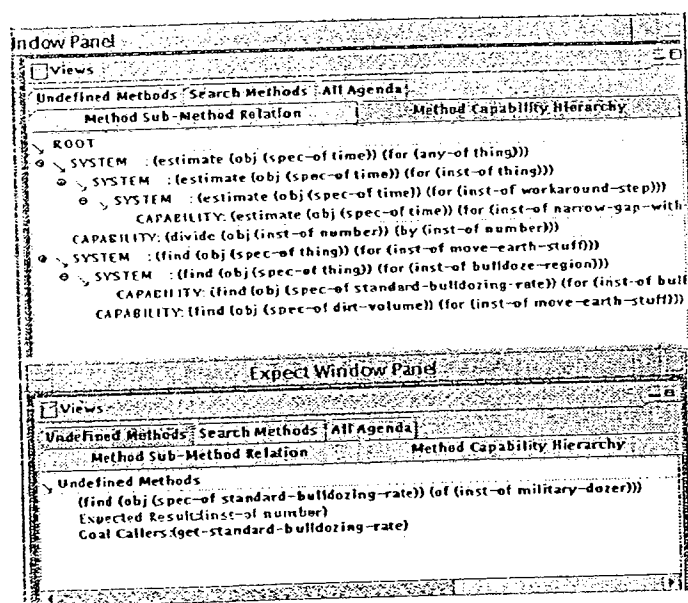 indow Panel
Views
Undefined Methods Search Methods All Agenda
Method Sub-Method Relation Method Capability Hierarchy
ROOT
SYSTEM : (estimate (obj (spec-of time)) (for (any-of thing)))
SYSTEM : (estimate (obj (spec-of time)) (for (inst-of thing)))
SYSTEM : (estimate (obj (spec-of time)) (for (inst-of workaround-step)))
CAPABILITY: (estimate (obj (spec-of time)) (for (inst-of narrow-gap-with-
CAPABILITY: (divide (obj (inst-of number)) (by (inst-of number)))
SYSTEM : (find (obj (spec-of thing)) (for (inst-of move-earth-stuff)))
SYSTEM : (find (obj (spec-of thing)) (for (inst-of bulldoze-region)))
CAPABILITY: (find (obj (spec-of standard-bulldozing-rate)) (for (inst-of bull
CAPABILITY: (find (obj (spec-of dirt-volume)) (for (inst-of move-earth-stuff)))
Expect Window Panel
Views
Undefined Methods Search Methods All Agenda
Method Sub-Method Relation Method Capability Hierarchy
Undefined Methods
(find (obj (spec-of standard-bulldozing-rate)) (of (inst-of military-dozer)))
Expected Result:(inst-of number)
Goal Callers:(get-standard-bulldozing-rate)